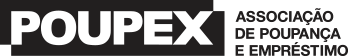 POUPEX
ASSOCIAÇÃO
DE POUPANÇA
E EMPRÉSTIMO